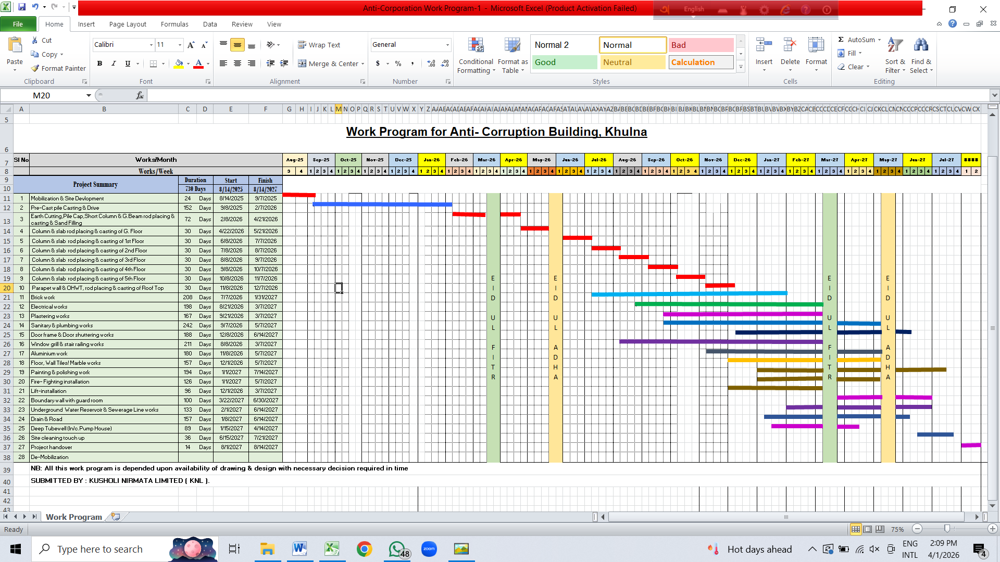 Anti-Corporation Work Program-1 - Microsoft Excel (Product Activation Failed)
English
File Home Insert Page Layout Formulas Data Review View
Cut
Copy
Format Painter
Paste
Clipboard
Calibri 11
Font
Wrap Text
Merge & Center
Alignment
General
Number
Conditional Formatting
Format as Table
Normal 2 Normal Bad
Good Neutral Calculation
Styles
Insert Delete Format
Cells
AutoSum
Fill
Clear
Sort & Filter
Find & Select
Editing
M20
Work Program for Anti- Corruption Building, Khulna
Sl No Works/Month Aug-25 Sep-25 Oct-25 Nov-25 Dec-25 Jan-26 Feb-26 Mar-26 Apr-26 May-26 Jun-26 Jul-26 Aug-26 Sep-26 Oct-26 Nov-26 Dec-26 Jan-27 Feb-27 Mar-27 Apr-27 May-27 Jun-27 Jul-27 ####
Works/Week 3 4 1 2 3 4 1 2 3 4 1 2 3 4 1 2 3 4 1 2 3 4 1 2 3 4 1 2 3 4 1 2 3 4 1 2 3 4 1 2 3 4 1 2 3 4 1 2 3 4 1 2 3 4 1 2 3 4 1 2 3 4 1 2 3 4 1 2 3 4 1 2 3 4 1 2 3 4 1 2 3 4 1 2 3 4 1 2 3 4 1 2 3 4 1 2
Project Summary Duration Start Finish
730 Days 8/14/2025 8/14/2027
1 Mobilization & Site Devlopment 24 Days 8/14/2025 9/7/2025
2 Pre-Cast pile Casting & Drive 152 Days 9/8/2025 2/7/2026
3 Earth Cutting,Pile Cap,Short Column & G.Beam rod placing & casting & Sand Filling 72 Days 2/8/2026 4/21/2026
4 Column & slab rod placing & casting of G. Floor 30 Days 4/22/2026 5/21/2026
5 Column & slab rod placing & casting of 1st Floor 30 Days 6/8/2026 7/7/2026
6 Column & slab rod placing & casting of 2nd Floor 30 Days 7/8/2026 8/7/2026
7 Column & slab rod placing & casting of 3rd Floor 30 Days 8/8/2026 9/7/2026
8 Column & slab rod placing & casting of 4th Floor 30 Days 9/8/2026 10/7/2026
9 Column & slab rod placing & casting of 5th Floor 30 Days 10/8/2026 11/7/2026
10 Parapet wall & OHWT, rod placing & casting of Roof Top 30 Days 11/8/2026 12/7/2026
11 Brick work 208 Days 7/7/2026 1/31/2027
12 Electrical works 198 Days 8/21/2026 3/7/2027
13 Plastering works 167 Days 9/21/2026 3/7/2027
14 Sanitary & plumbing works 242 Days 9/7/2026 5/7/2027
15 Door frame & Door shuttering works 188 Days 12/8/2026 6/14/2027
16 Window grill & stair railing works 211 Days 8/8/2026 3/7/2027
17 Aluminium work 180 Days 11/8/2026 5/7/2027
18 Floor, Wall Tiles/ Marble works 157 Days 12/1/2026 5/7/2027
19 Painting & polishing work 194 Days 1/1/2027 7/14/2027
20 Fire- Fighting installation 126 Days 1/1/2027 5/7/2027
21 Lift-installation 96 Days 12/1/2026 3/7/2027
22 Boundary wall with guard room 100 Days 3/22/2027 6/30/2027
23 Underground Water Reservoir & Sewerage Line works 133 Days 2/1/2027 6/14/2027
24 Drain & Road 157 Days 1/8/2027 6/14/2027
25 Deep Tubewell (In/c.Pump House) 89 Days 1/15/2027 4/14/2027
26 Site cleaning touch up 36 Days 6/15/2027 7/21/2027
27 Project handover 14 Days 8/1/2027 8/14/2027
28 De-Mobilization
EID UL FITR
EID UL ADHA
EID UL FITR
EID UL ADHA
NB: All this work program is depended upon availability of drawing & design with necessary decision required in time
SUBMITTED BY : KUSHOLI NIRMATA LIMITED ( KNL ).
Work Program
Ready
75%
Type here to search
48
zoom
Hot days ahead
ENG
INTL
2:09 PM
4/1/2026
4